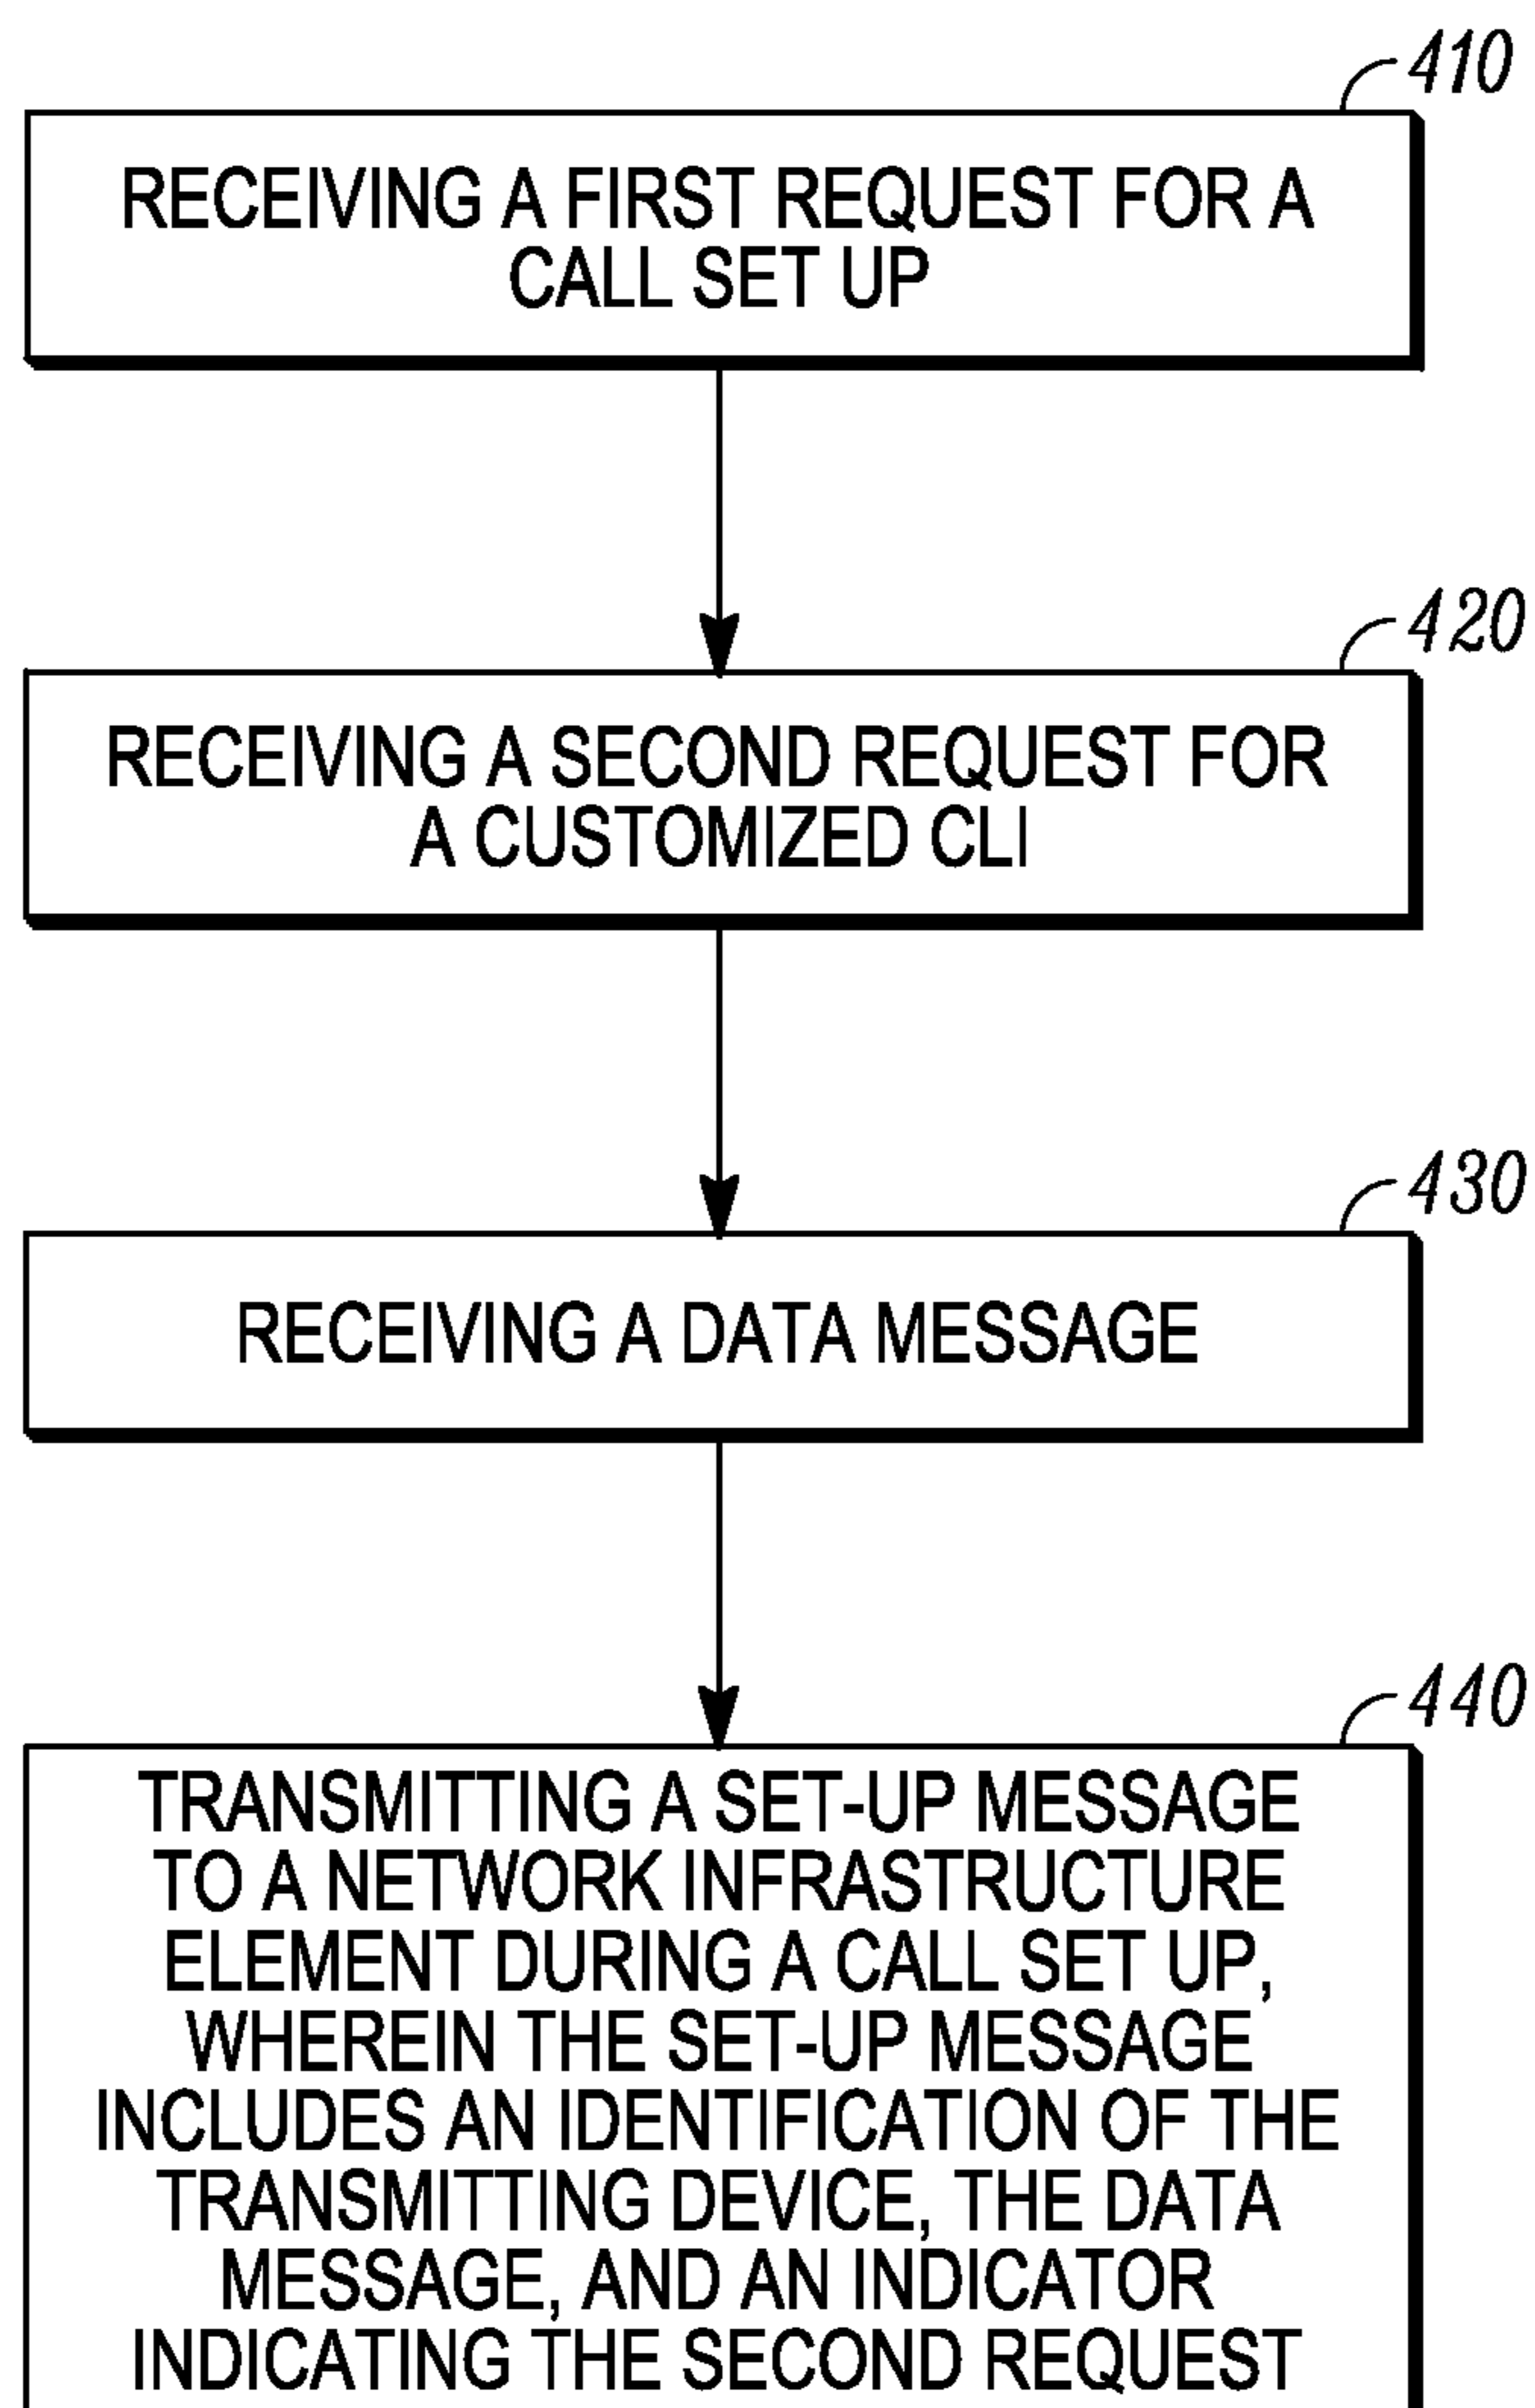 410
RECEIVING A FIRST REQUEST FOR A
CALL SET UP
420
RECEIVING A SECOND REQUEST FOR
A CUSTOMIZED CLI
430
RECEIVING A DATA MESSAGE
440
TRANSMITTING A SET-UP MESSAGE
TO A NETWORK INFRASTRUCTURE
ELEMENT DURING A CALL SET UP,
WHEREIN THE SET-UP MESSAGE
INCLUDES AN IDENTIFICATION OF THE
TRANSMITTING DEVICE, THE DATA
MESSAGE, AND AN INDICATOR
INDICATING THE SECOND REQUEST